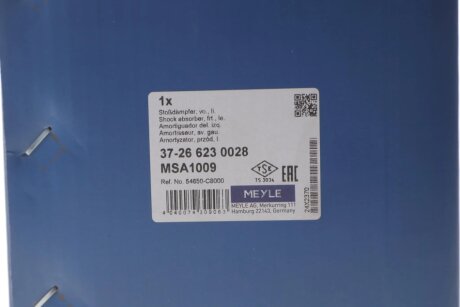 1x
Stoßdämpfer, vo., li.
Shock absorber, frt., le.
Amortiguador del. izq.
Amortisseur, av. gau.
Amortyzator, przód, l.
37-26 623 0028
MSA1009
Ref. No. 54650-C8000
TSE
TS 3034
EAC
MEYLE
MEYLE AG, Merkurring 111
Hamburg 22143, Germany